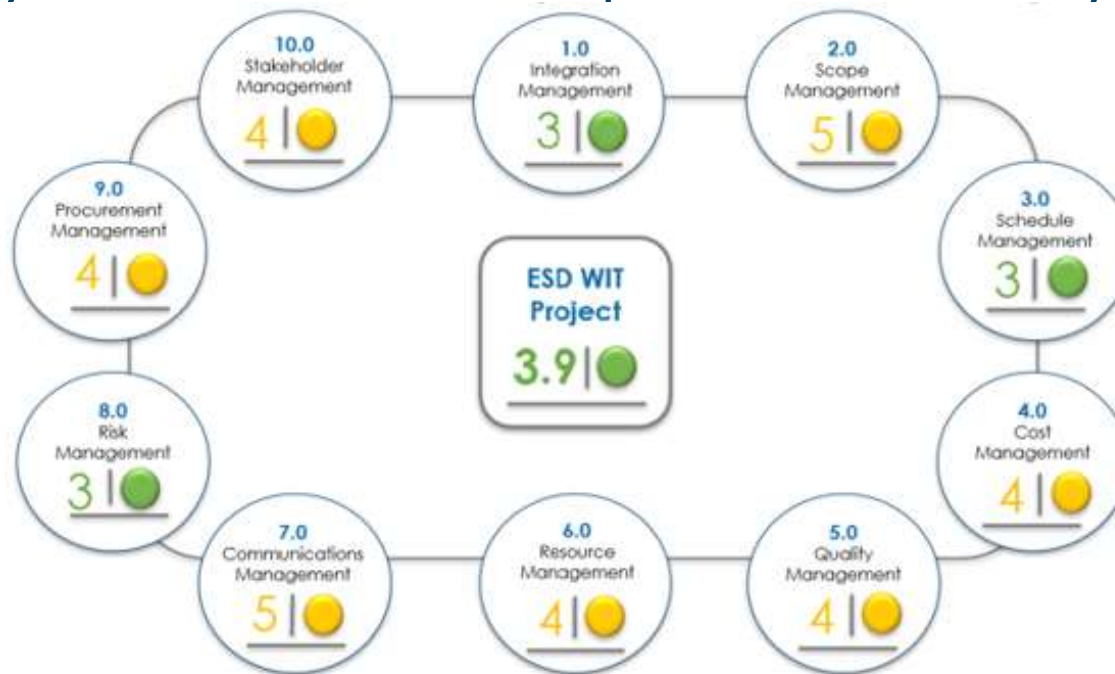 10.0
Stakeholder
Management
4
1.0
Integration
Management
3
2.0
Scope
Management
5
9.0
Procurement
Management
4
3.0
Schedule
Management
3
ESD WIT
Project
3.9
8.0
Risk
Management
3
4.0
Cost
Management
4
7.0
Communications
Management
5
6.0
Resource
Management
4
5.0
Quality
Management
4